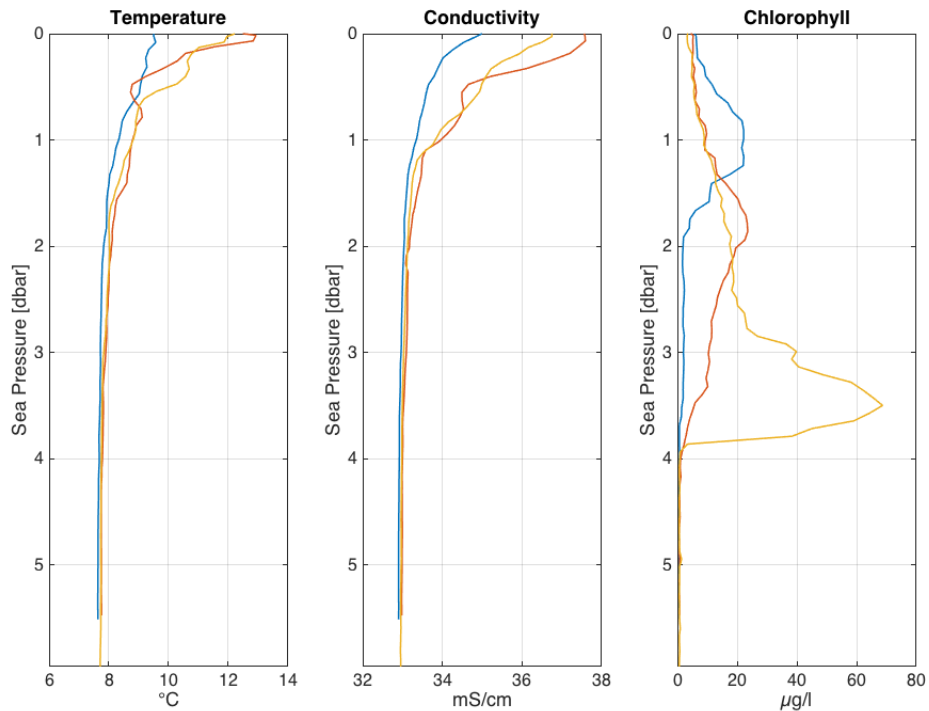 Temperature
Conductivity
Chlorophyll
Sea Pressure [dbar]
0
1
2
3
4
5
6 8 10 12 14
°C
Sea Pressure [dbar]
0
1
2
3
4
5
32 34 36 38
mS/cm
Sea Pressure [dbar]
0
1
2
3
4
5
0 20 40 60 80
µg/l